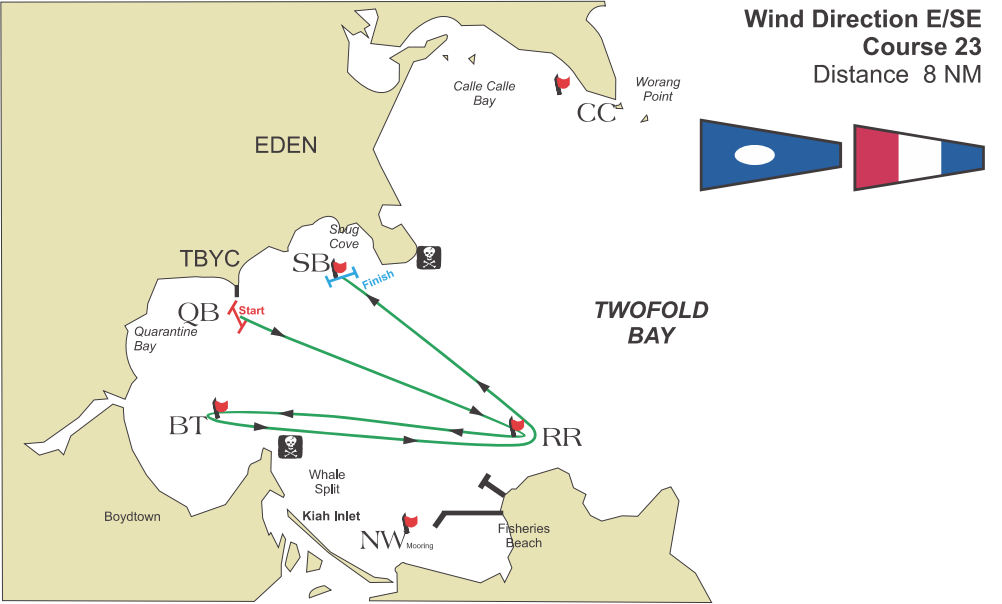 Wind Direction E/SE
Course 23
Distance 8 NM
Calle Calle
Bay
Worang
Point
CC
EDEN
Snug
Cove
TBYC
SB
Finish
QB
Start
TWOFOLD
BAY
Quarantine
Bay
BT
RR
Whale
Split
Boydtown
Kiah Inlet
NW
Mooring
Fisheries
Beach